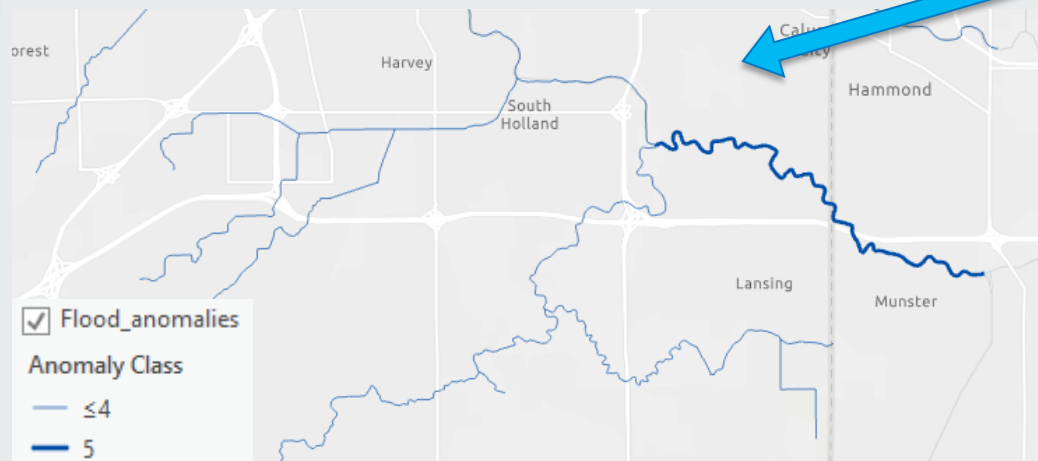 orest
Harvey
South
Holland
Hammond
Lansing
Munster
Flood_anomalies
Anomaly Class
≤4
5